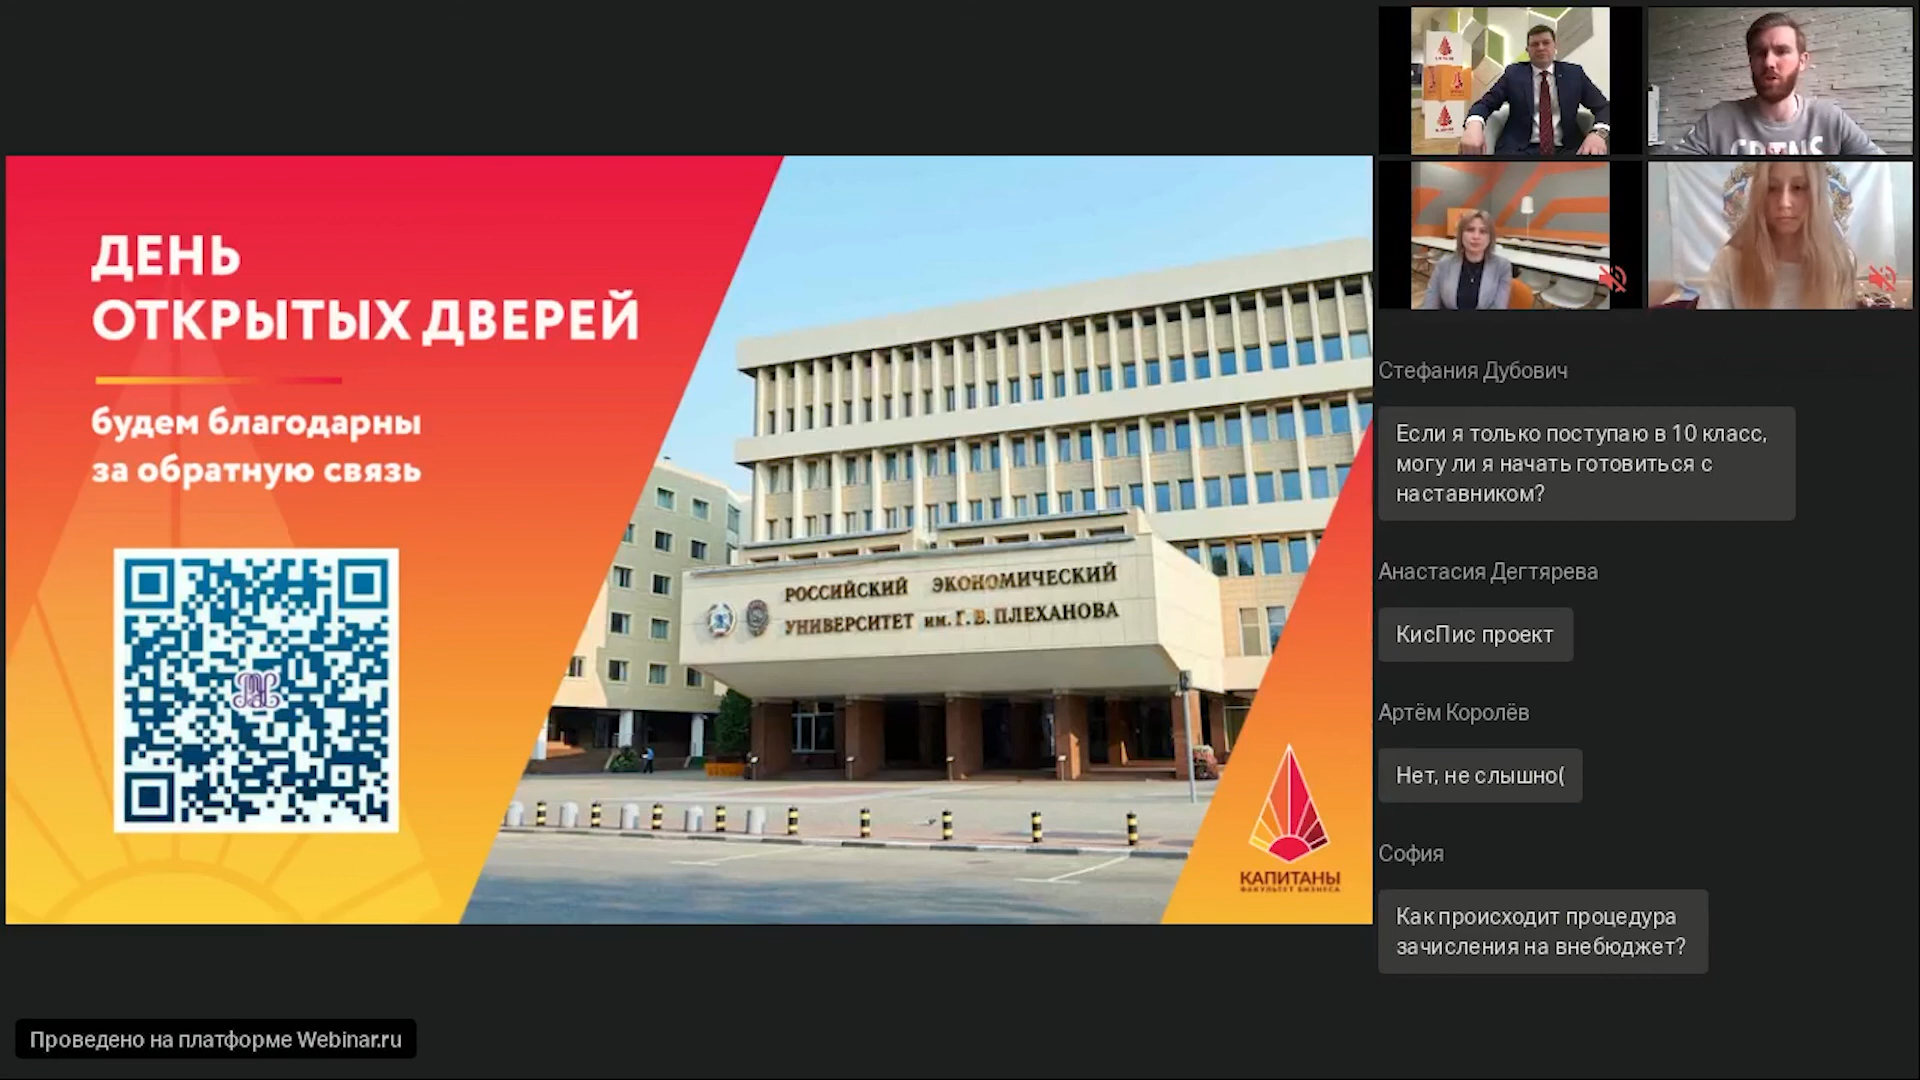 ДЕНЬ
ОТКРЫТЫХ ДВЕРЕЙ
будем благодарны
за обратную связь
РОССИЙСКИЙ ЭКОНОМИЧЕСКИЙ
УНИВЕРСИТЕТ им. Г. В. ПЛЕХАНОВА
КАПИТАНЫ
ФАКУЛЬТЕТ БИЗНЕСА
Стефания Дубович
Если я только поступаю в 10 класс,
могу ли я начать готовиться с
наставником?
Анастасия Дегтярева
КисПис проект
Артём Королёв
Нет, не слышно(
София
Как происходит процедура
зачисления на внебюджет?
Проведено на платформе Webinar.ru